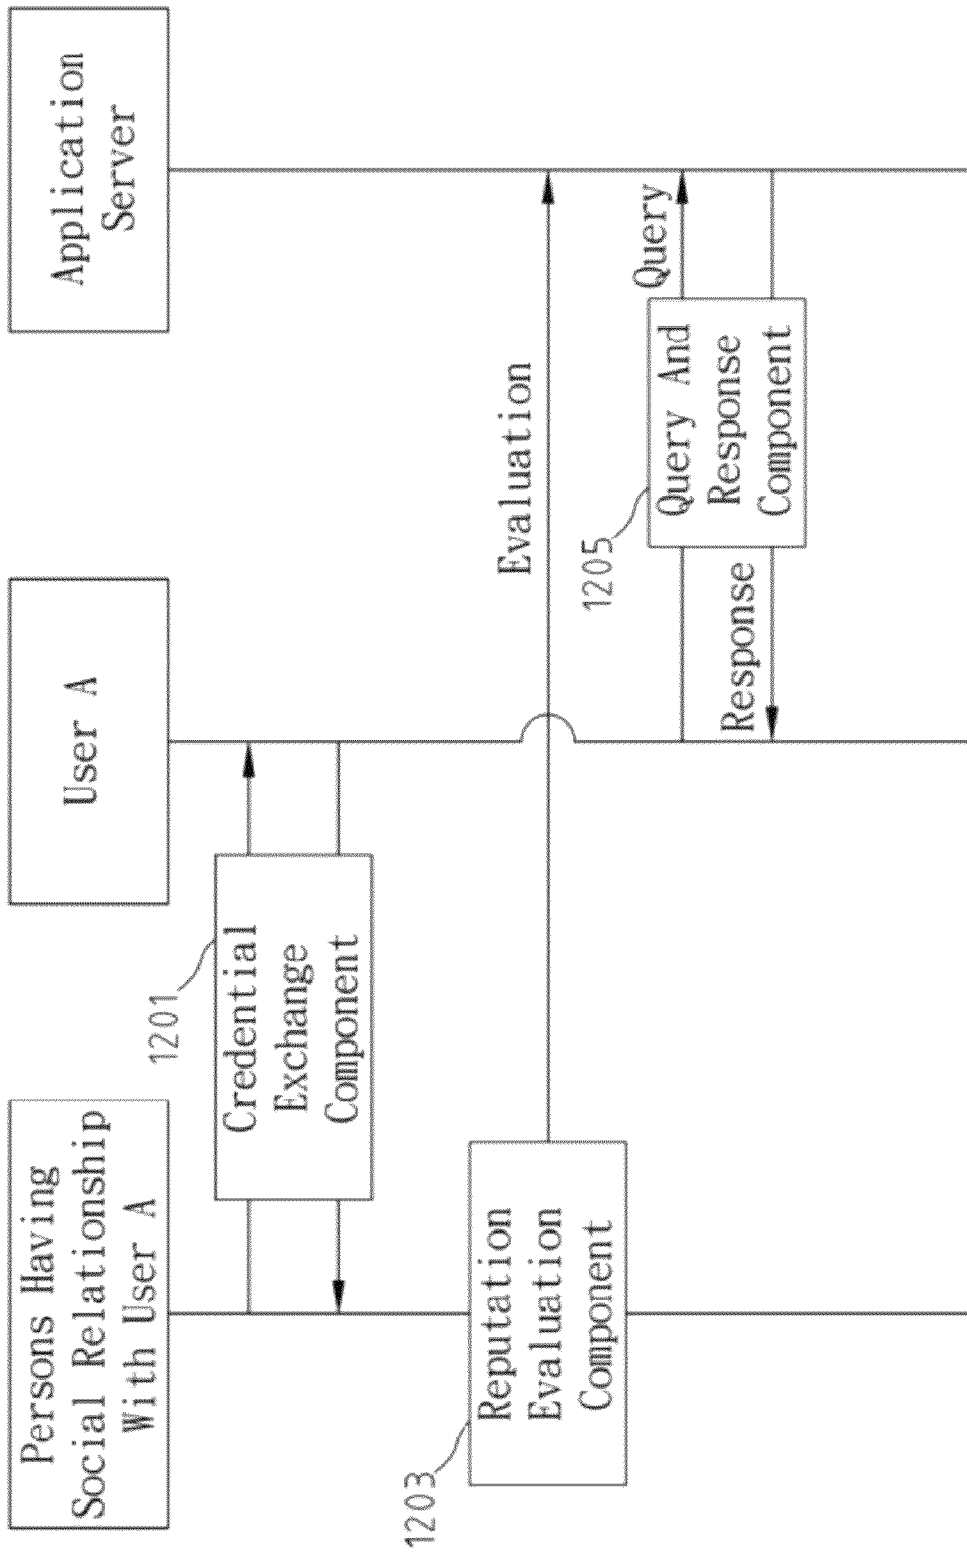 Persons Having
Social Relationship
With User A
User A
Application
Server
1201
Credential
Exchange
Component
1203
Reputation
Evaluation
Component
Evaluation
1205
Query And
Response
Component
Query
Response